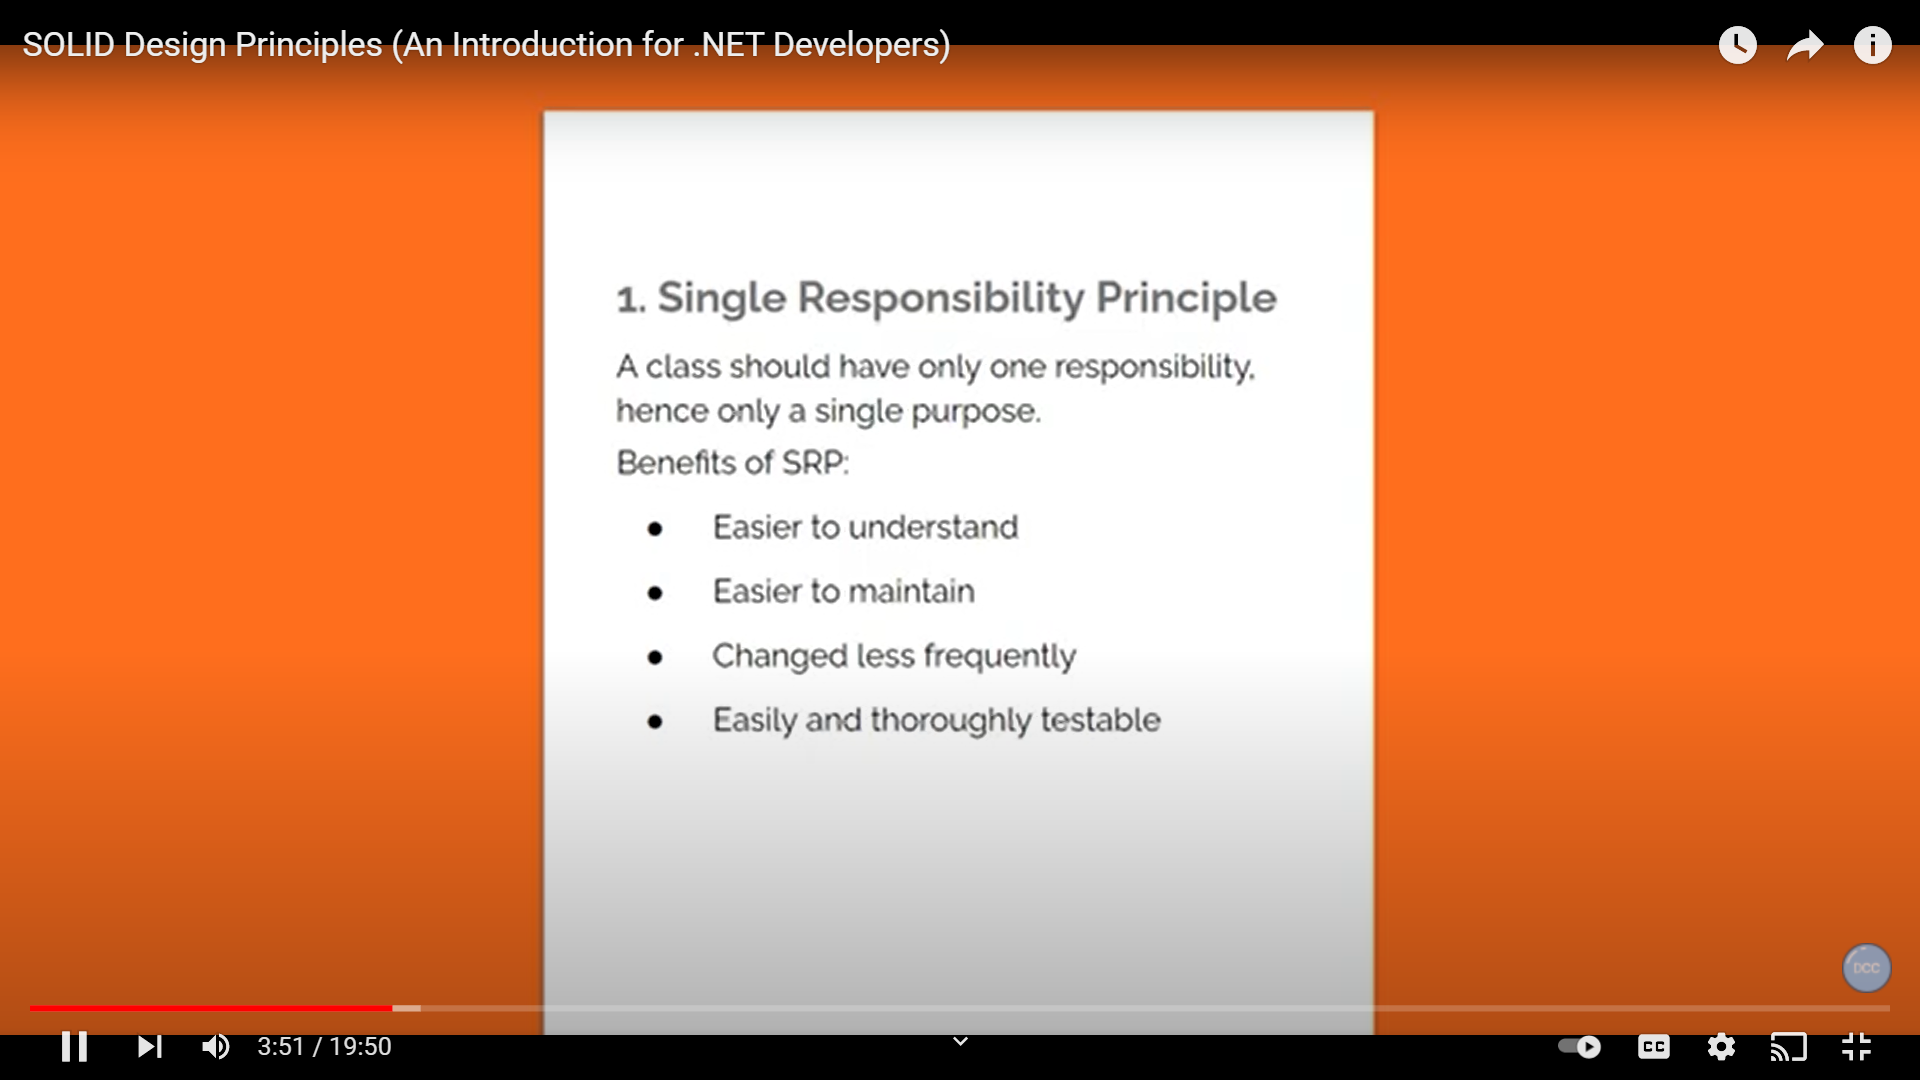 SOLID Design Principles (An Introduction for .NET Developers)
1. Single Responsibility Principle
A class should have only one responsibility,
hence only a single purpose.
Benefits of SRP:
● Easier to understand
● Easier to maintain
● Changed less frequently
● Easily and thoroughly testable
DCC
3:51 / 19:50
CC